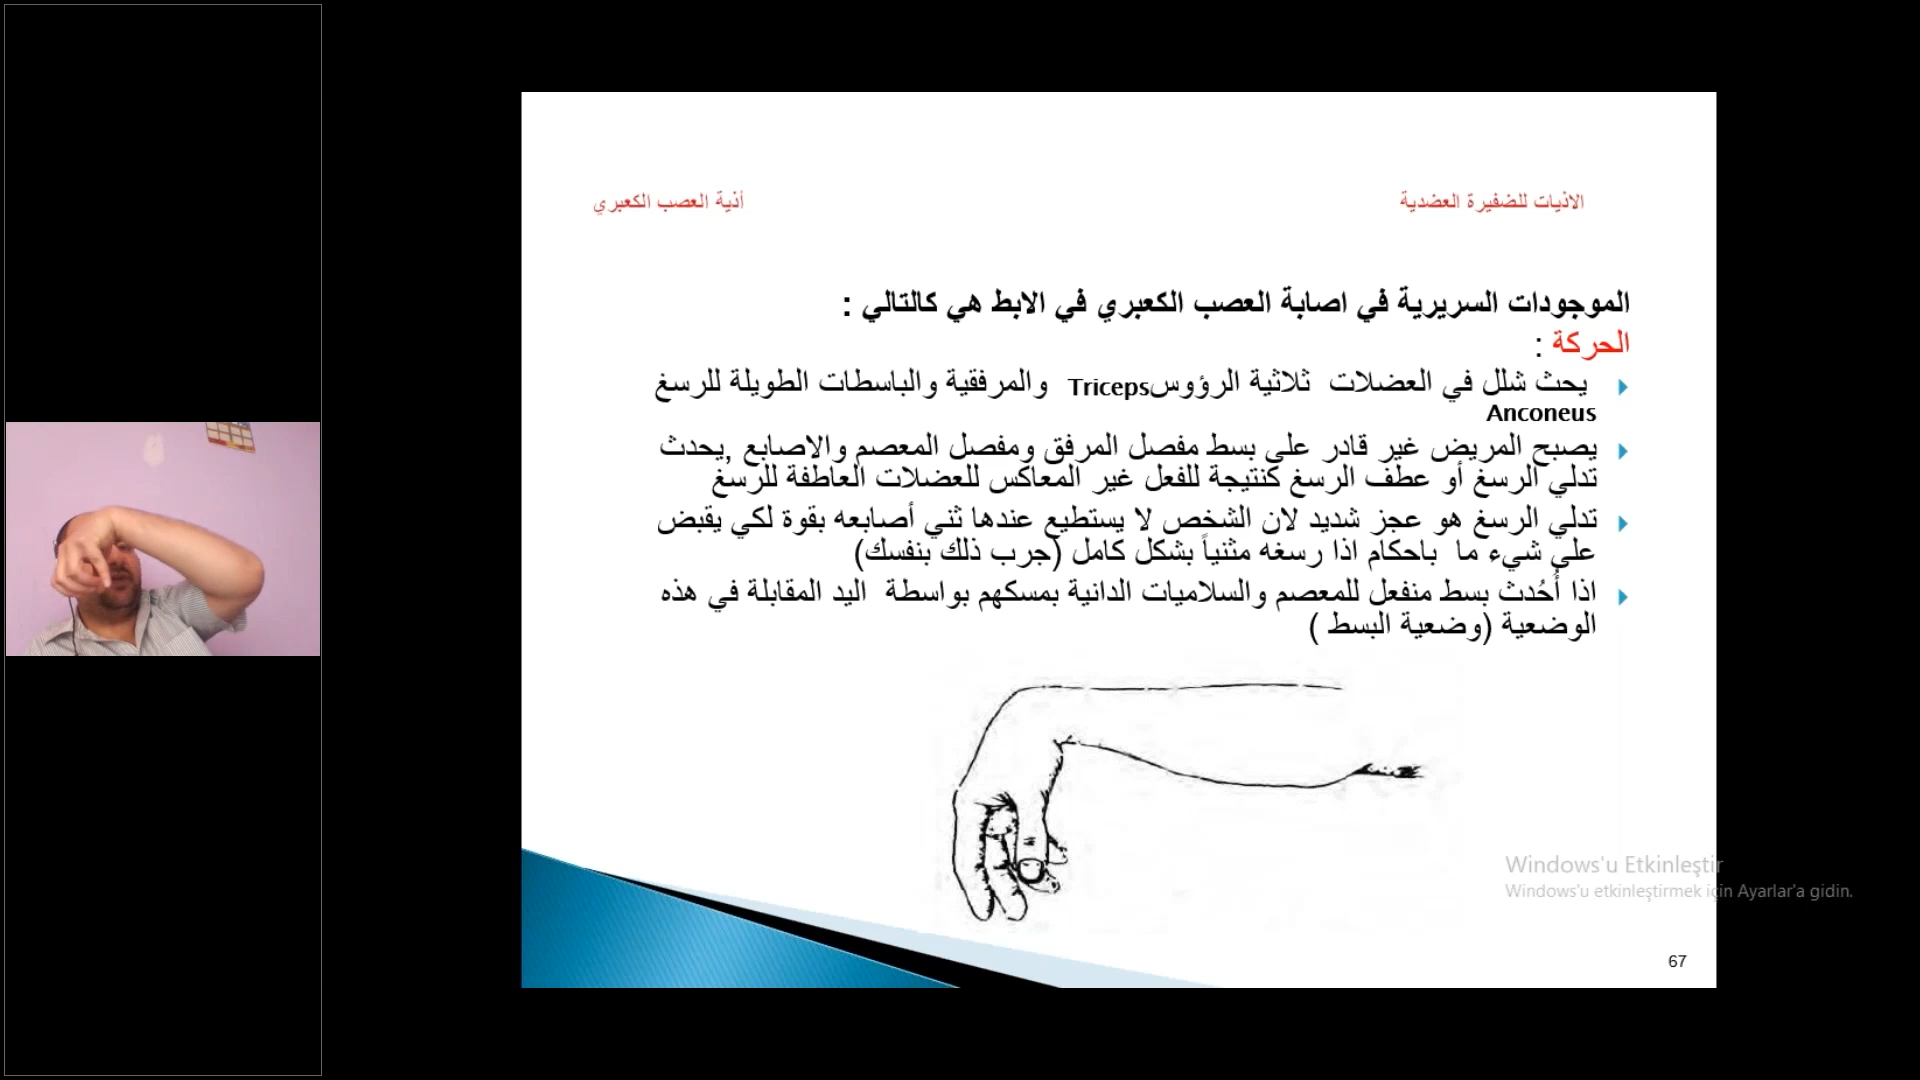 الاذيات للضفيرة العضدية
أذية العصب الكعبري
الموجودات السريرية في اصابة العصب الكعبري في الابط هي كالتالي :
الحركة :
يحث شلل في العضلات ثلاثية الرؤوسTriceps والمرفقية والباسطات الطويلة للرسغ
Anconeus
يصبح المريض غير قادر على بسط مفصل المرفق ومفصل المعصم والاصابع ,يحدث
تدلي الرسغ أو عطف الرسغ كنتيجة للفعل غير المعاكس للعضلات العاطفة للرسغ
تدلي الرسغ هو عجز شديد لان الشخص لا يستطيع عندها ثني أصابعه بقوة لكي يقبض
على شيء ما باحكام اذا رسغه مثنياً بشكل كامل (جرب ذلك بنفسك)
اذا أُحُدث بسط منفعل للمعصم والسلاميات الدانية بمسكهم بواسطة اليد المقابلة في هذه
الوضعية (وضعية البسط )
Windows'u Etkinleştir
Windows'u etkinleştirmek için Ayarlar'a gidin.
67